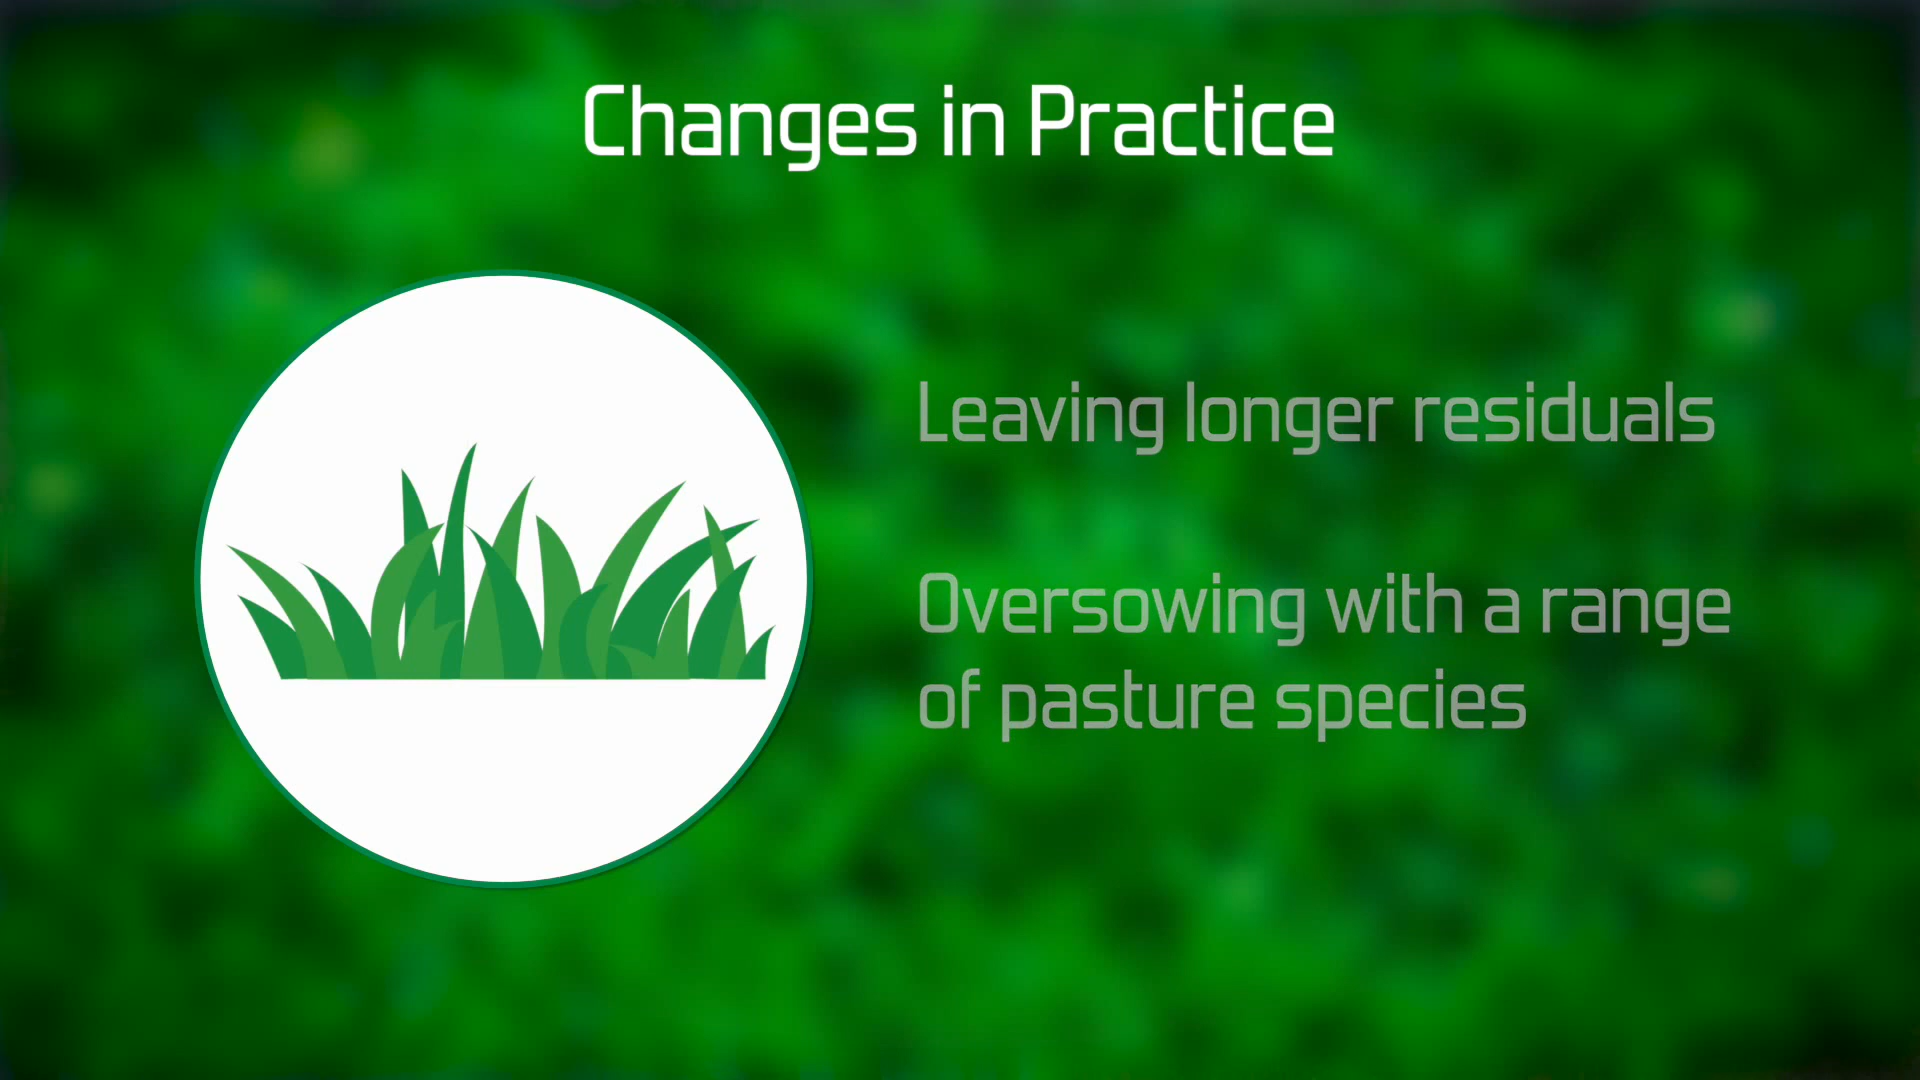 Changes in Practice
Leaving longer residuals
Oversowing with a range
of pasture species